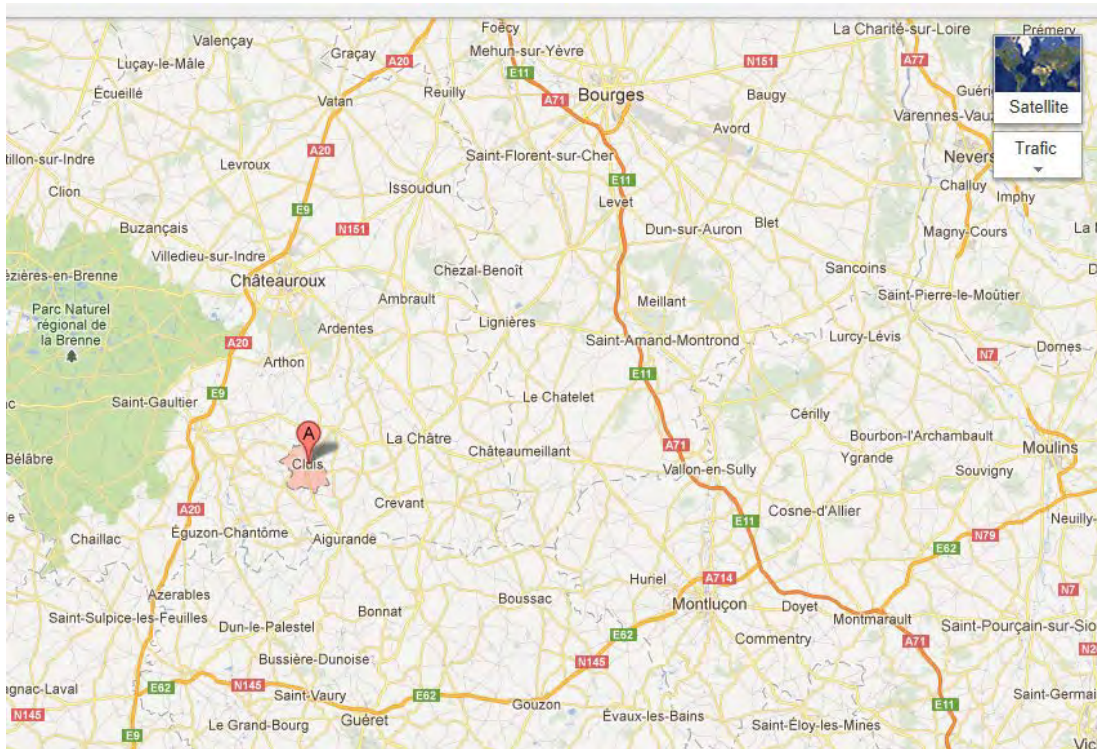 Foëcy
La Charité-sur-Loire
Prémery
Valençay
Graçay
A20
Mehun-sur-Yèvre
N151
A77
Luçay-le-Mâle
E11
Satellite
Écueillé
Vatan
Reuilly
A71
Bourges
Baugy
Varennes-Vauz
Avord
A20
Trafic
tillon-sur-Indre
Levroux
Saint-Florent-sur-Cher
Nevers
Clion
Issoudun
E11
Challuy
Imphy
E9
Levet
Buzançais
N151
Dun-sur-Auron
Blet
Magny-Cours
Villedieu-sur-Indre
Chezal-Benoît
Sancoins
ézières-en-Brenne
Châteauroux
Ambrault
Meillant
Saint-Pierre-le-Moûtier
Parc Naturel
régional de
la Brenne
Ardentes
Lignières
Saint-Amand-Montrond
Lurcy-Lévis
A20
N7
Dornes
Arthon
E11
E9
Saint-Gaultier
Le Chatelet
Cérilly
A
La Châtre
Bourbon-l'Archambault
A71
Bélâbre
Cluis
Châteaumeillant
Vallon-en-Sully
Ygrande
Moulins
Souvigny
Crevant
A20
Cosne-d'Allier
Neuilly-
Chaillac
Éguzon-Chantôme
Aigurande
E11
N79
E62
Huriel
A714
N7
Azerables
Boussac
Montluçon
Doyet
Saint-Sulpice-les-Feuilles
Dun-le-Palestel
Bonnat
E62
Montmarault
Saint-Pourçain-sur-Sio
Commentry
A71
Bussière-Dunoise
N145
gnac-Laval
E62
N145
Saint-Vaury
E62
Gouzon
Saint-Germai
N145
Guéret
E11
Le Grand-Bourg
Évaux-les-Bains
Saint-Éloy-les-Mines
E9
Vic